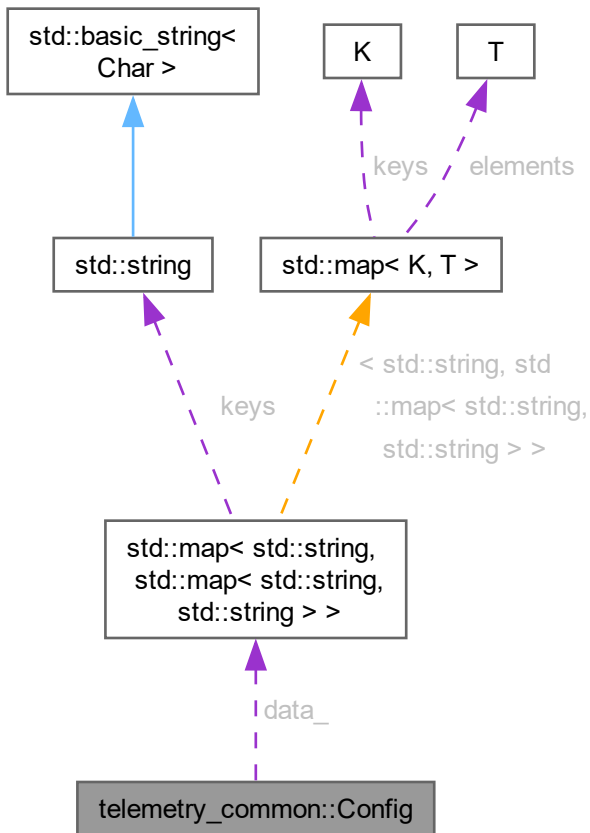 std::basic_string<
Char >
K
T
keys
elements
std::string
std::map< K, T >
< std::string, std
::map< std::string,
std::string > >
keys
std::map< std::string,
std::map< std::string,
std::string > >
data_
telemetry_common::Config